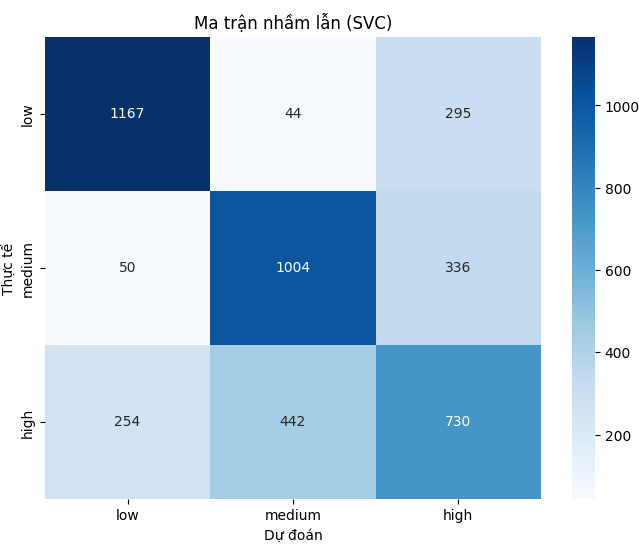 Ma trận nhầm lẫn (SVC)
Thực tế
low
1167
44
295
medium
50
1004
336
high
254
442
730
low
medium
high
Dự đoán
1000
800
600
400
200